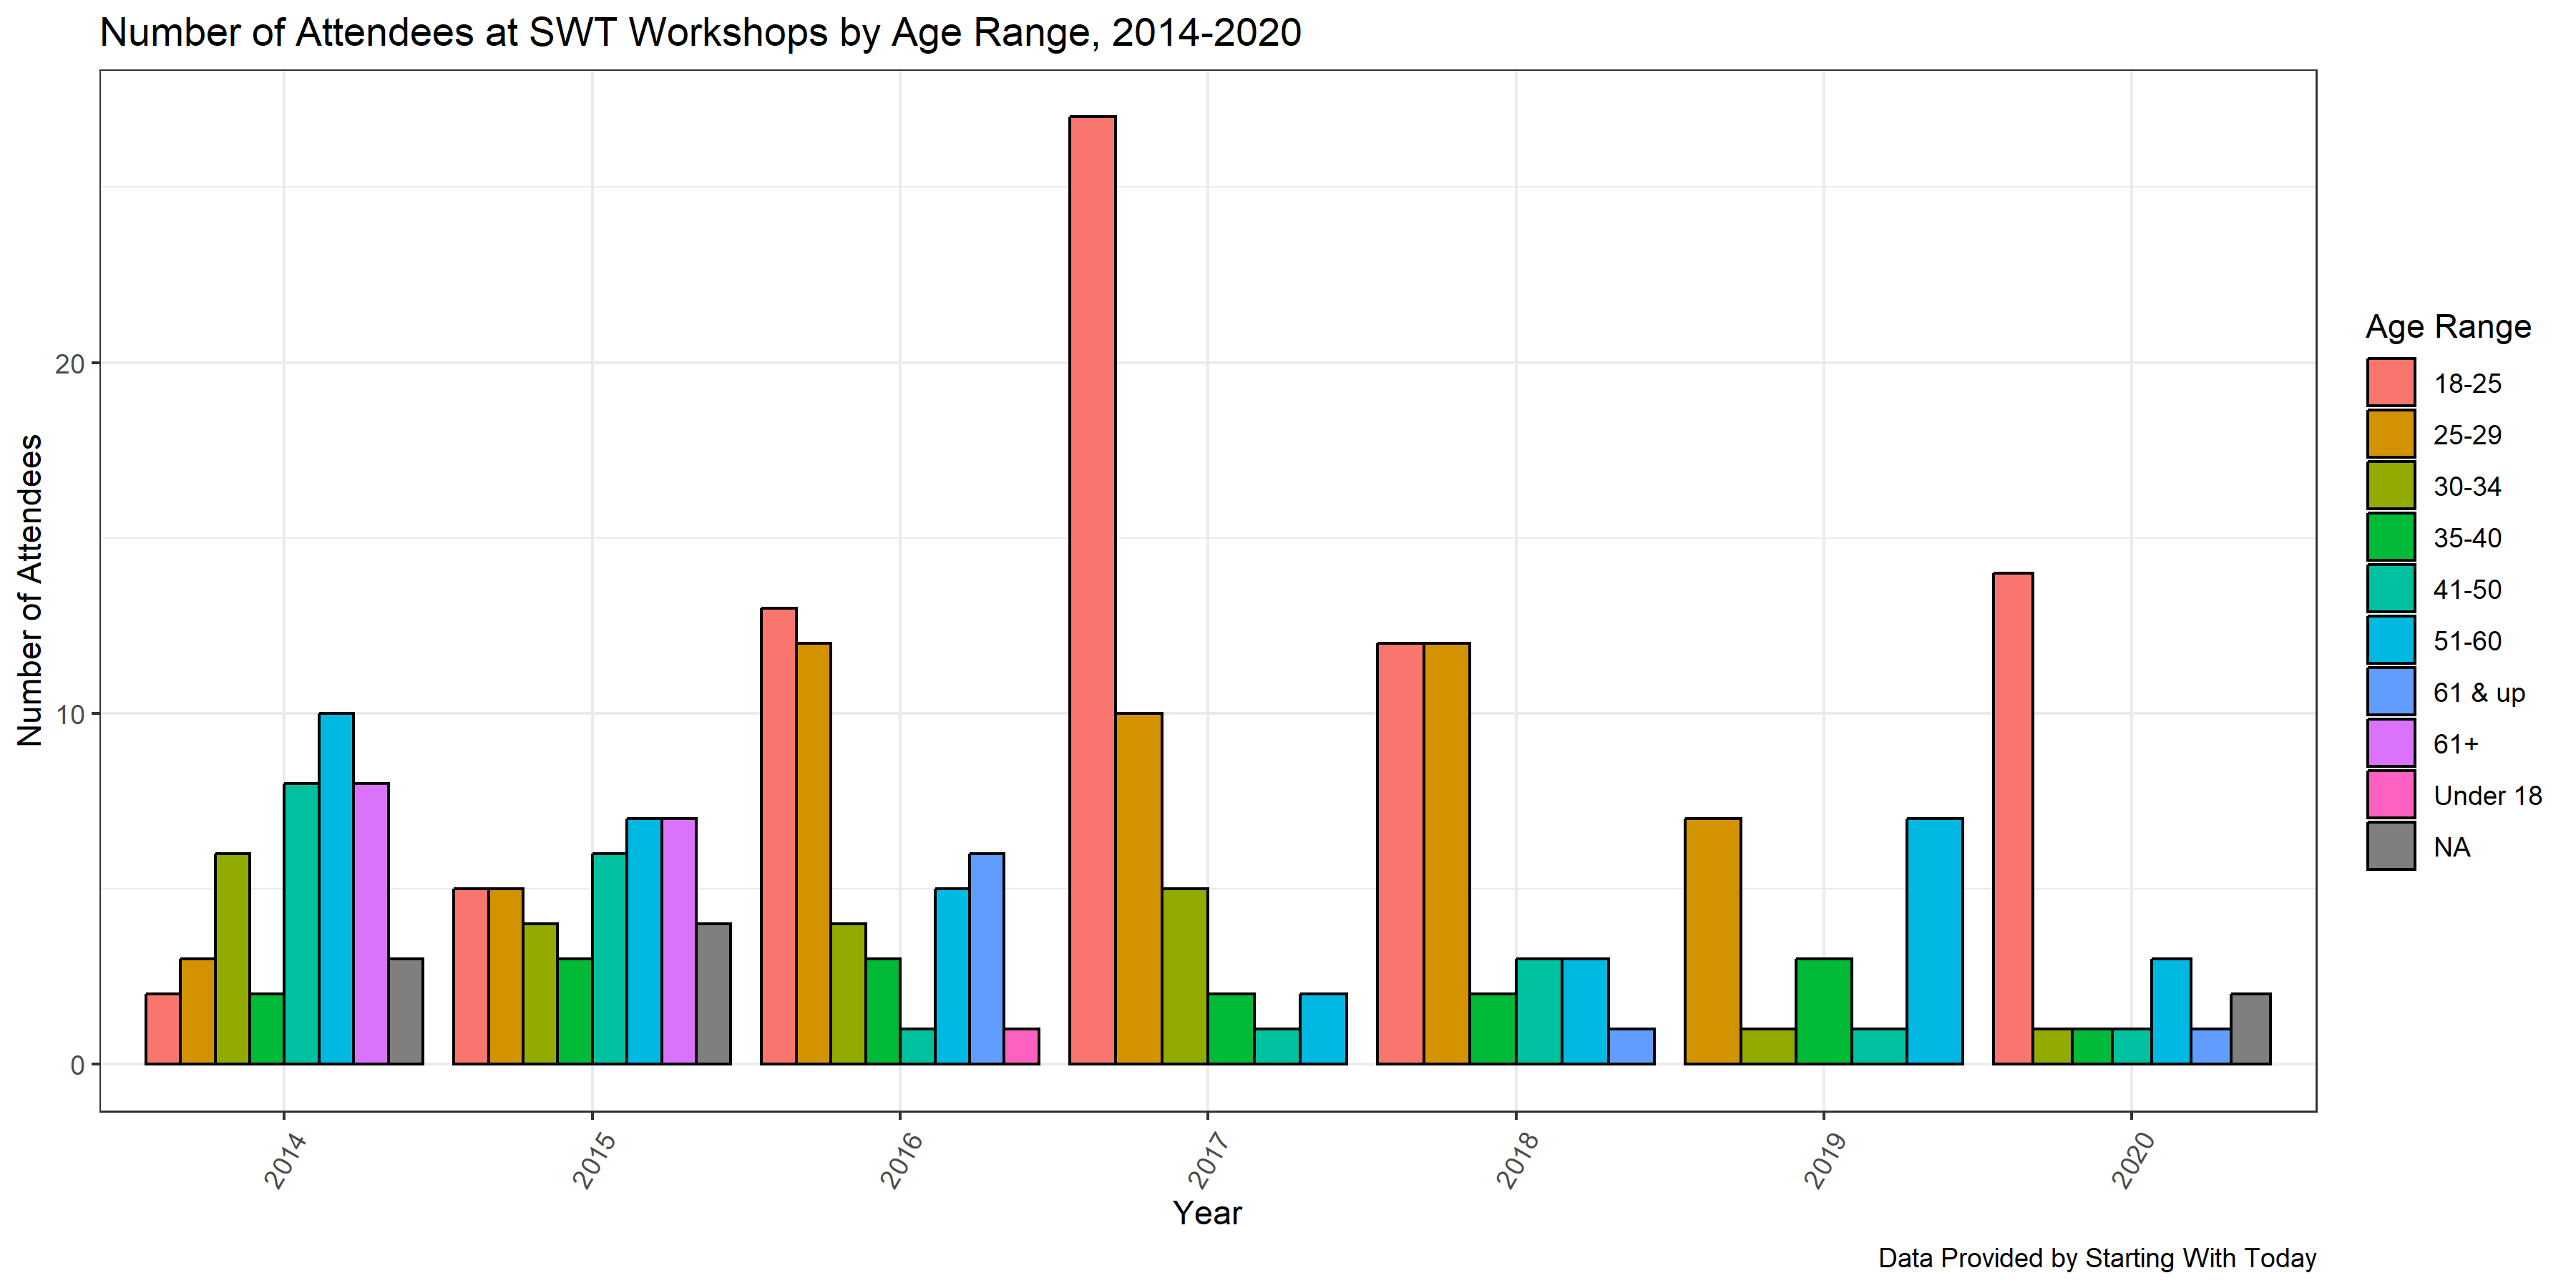 Number of Attendees at SWT Workshops by Age Range, 2014-2020
Number of Attendees
20
10
0
2014
2015
2016
2017
2018
2019
2020
Year
Age Range
18-25
25-29
30-34
35-40
41-50
51-60
61 & up
61+
Under 18
NA
Data Provided by Starting With Today